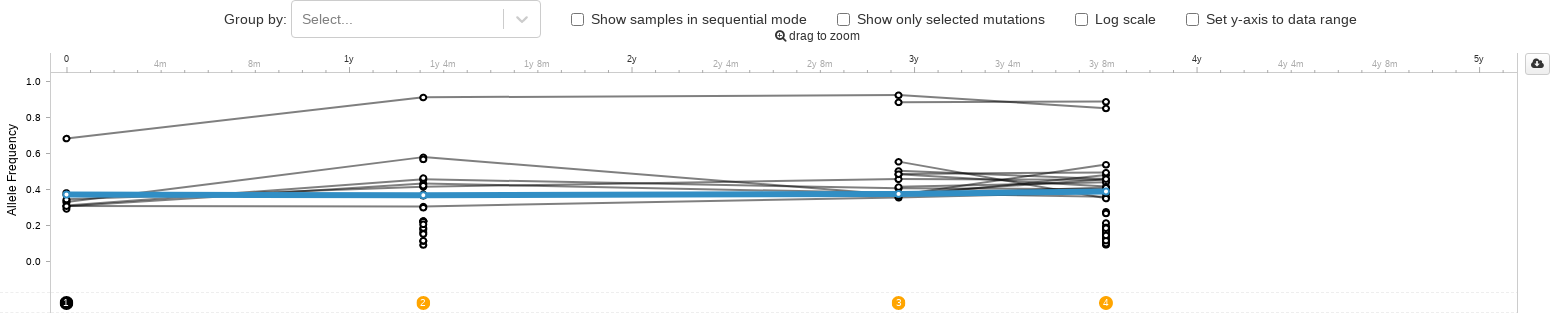 Group by: Select... Show samples in sequential mode Show only selected mutations Log scale Set y-axis to data range
drag to zoom
0 4m 8m 1y 1y 4m 1y 8m 2y 2y 4m 2y 8m 3y 3y 4m 3y 8m 4y 4y 4m 4y 8m 5y
Allele Frequency
1.0
0.8
0.6
0.4
0.2
0.0
1 2 3 4